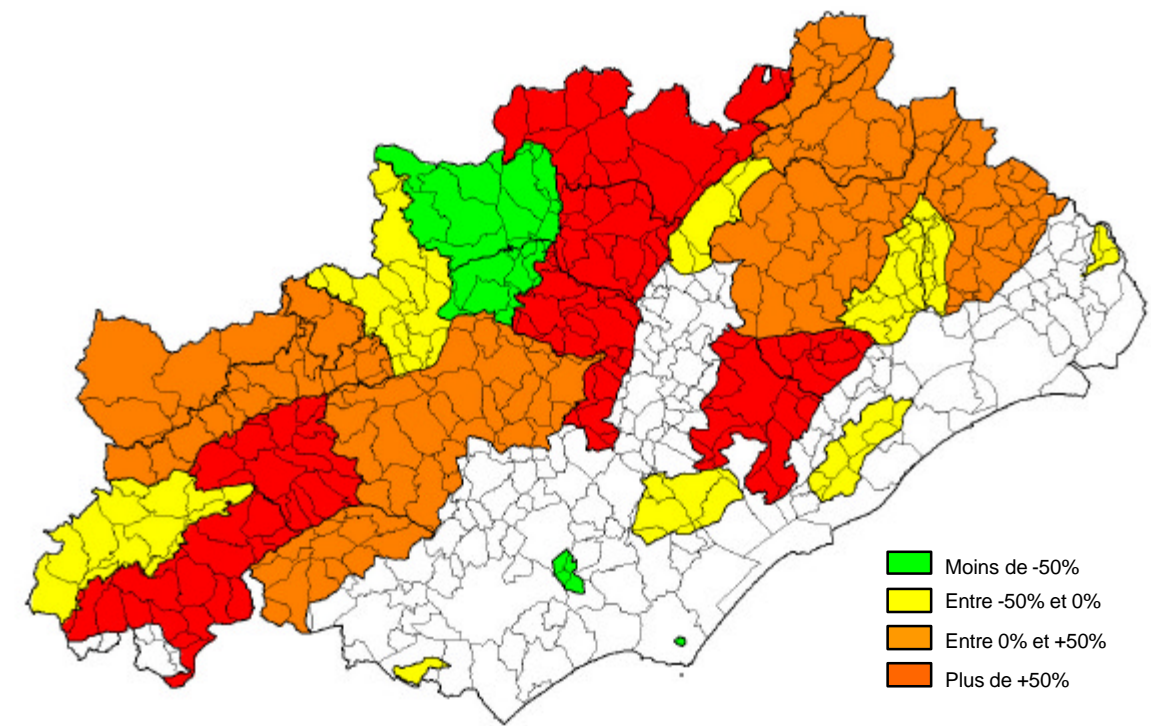 Moins de -50%
Entre -50% et 0%
Entre 0% et +50%
Plus de +50%